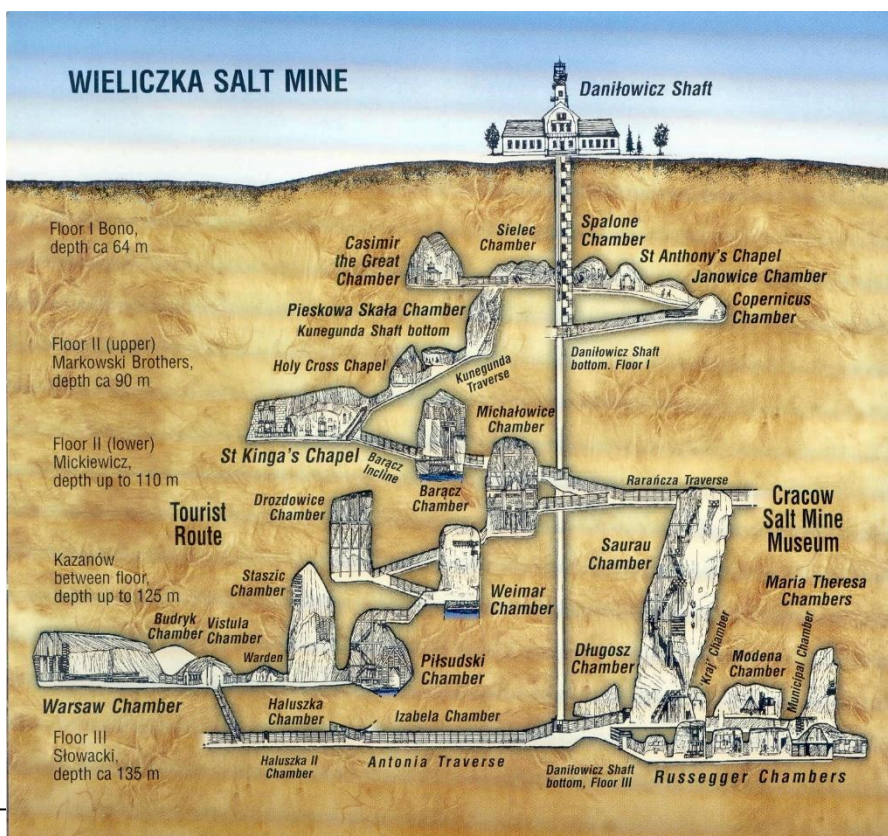 WIELICZKA SALT MINE
Daniłowicz Shaft
Floor I Bono,
depth ca 64 m
Casimir
the Great
Chamber
Sielec
Chamber
Spalone
Chamber
St Anthony's Chapel
Janowice Chamber
Copernicus
Chamber
Pieskowa Skała Chamber
Kunegunda Shaft bottom
Floor II (upper)
Markowski Brothers,
depth ca 90 m
Holy Cross Chapel
Kunegunda
Traverse
Daniłowicz Shaft
bottom. Floor I
Michałowice
Chamber
Floor II (lower)
Mickiewicz,
depth up to 110 m
St Kinga's Chapel
Barącz
Incline
Barącz
Chamber
Rarańcza Traverse
Tourist
Route
Drozdowice
Chamber
Cracow
Salt Mine
Museum
Saurau
Chamber
Kazanów
between floor,
depth up to 125 m
Staszic
Chamber
Weimar
Chamber
Maria Theresa
Chambers
Budryk
Chamber
Vistula
Chamber
Warden
Piłsudski
Chamber
Długosz
Chamber
"Kraj" Chamber
Modena
Chamber
Municipal Chamber
Warsaw Chamber
Haluszka
Chamber
Izabela Chamber
Floor III
Słowacki,
depth ca 135 m
Haluszka II
Chamber
Antonia Traverse
Daniłowicz Shaft
bottom, Floor III
Russegger Chambers